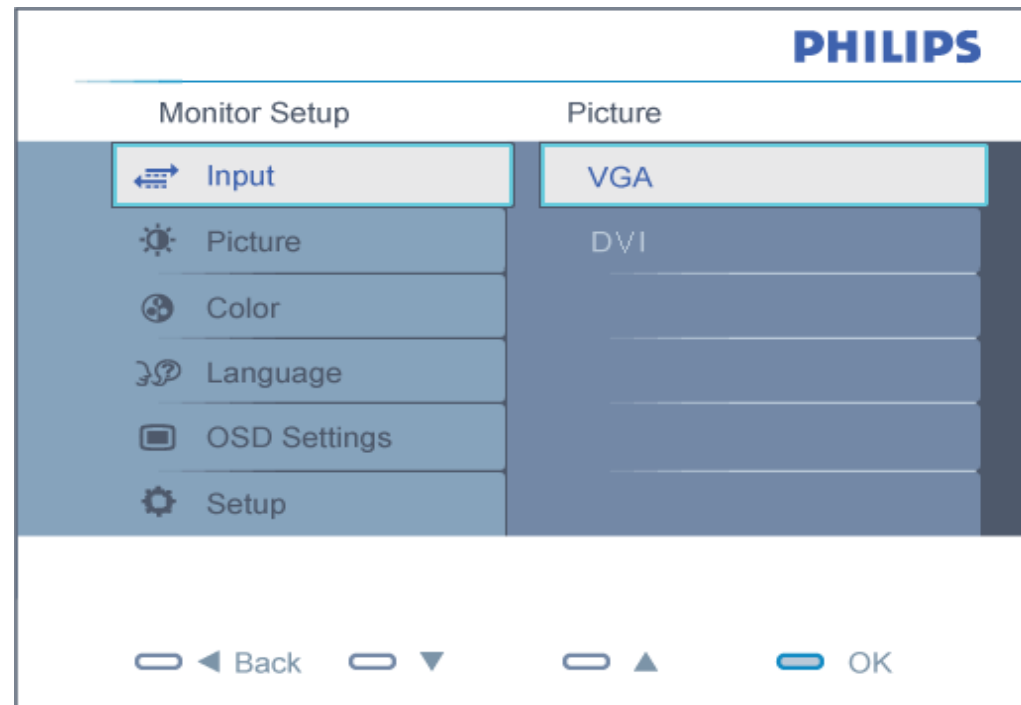 PHILIPS
Monitor Setup Picture
Input VGA
Picture DVI
Color
Language
OSD Settings
Setup
Back OK